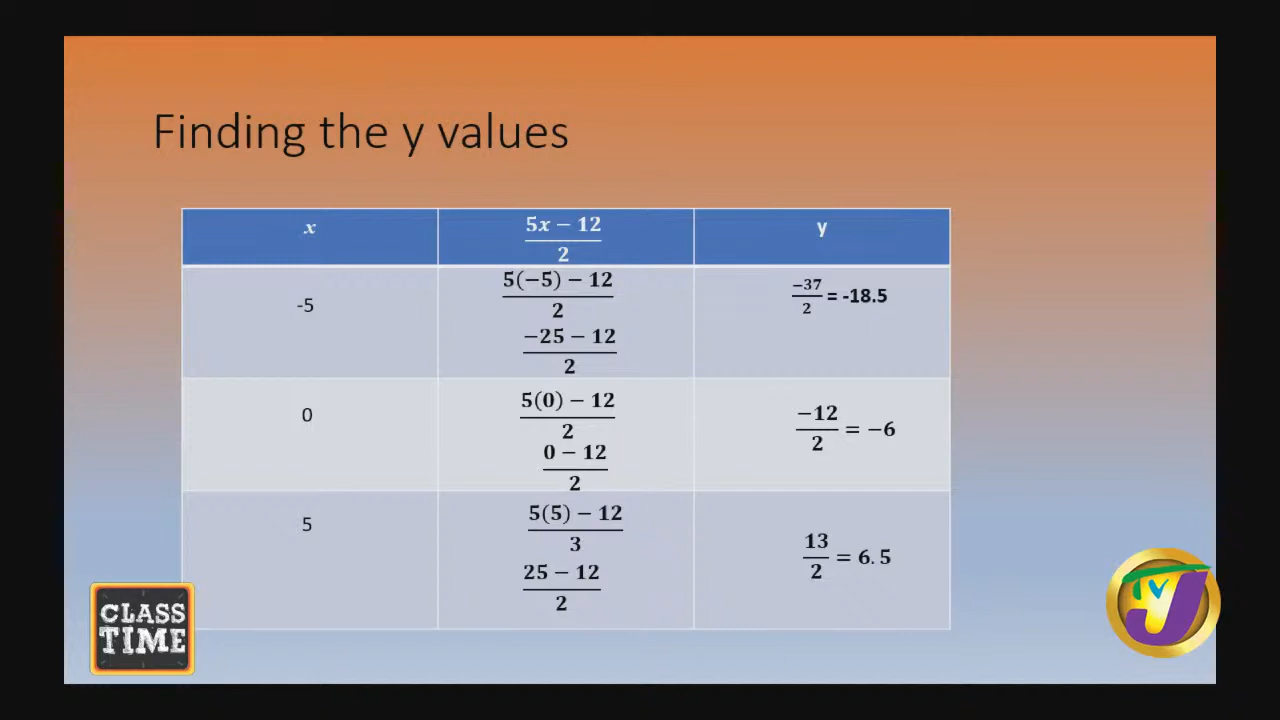 Finding the y values
x
5x − 12
2
y
-5
5(−5) − 12
2
−25 − 12
2
−37
2
= -18.5
0
5(0) − 12
2
0 − 12
2
−12
2
= −6
5
5(5) − 12
3
25 − 12
2
13
2
= 6.5
CLASS
TIME
TVJ